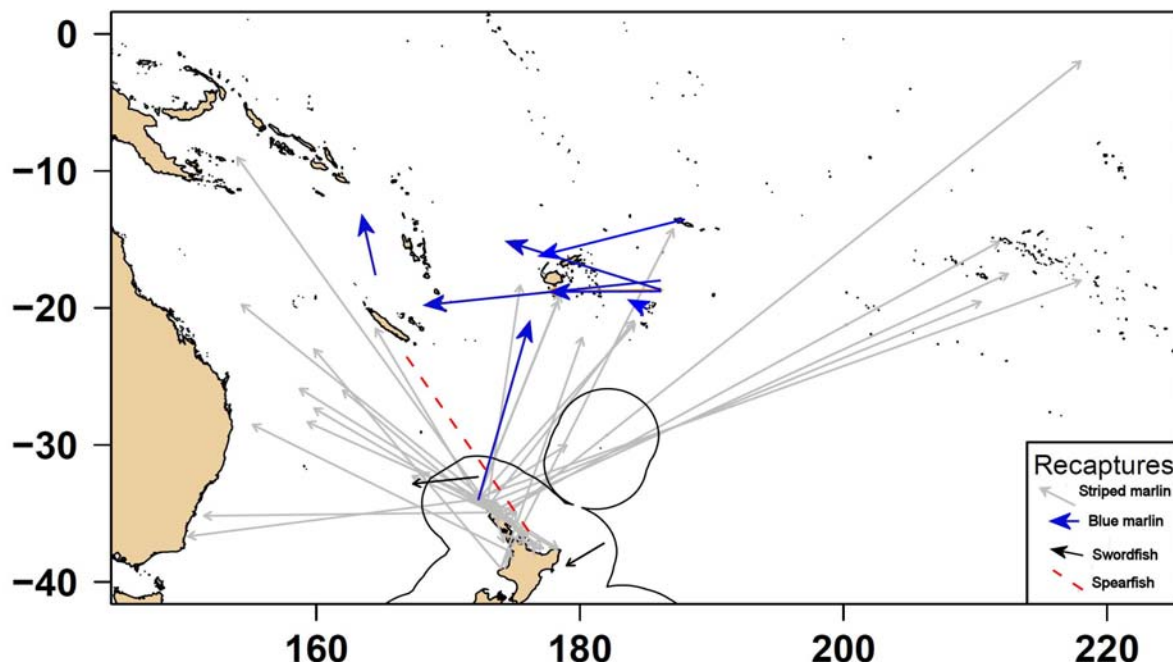 0
−10
−20
−30
−40
160
180
200
220
Recaptures
Striped marlin
Blue marlin
Swordfish
Spearfish